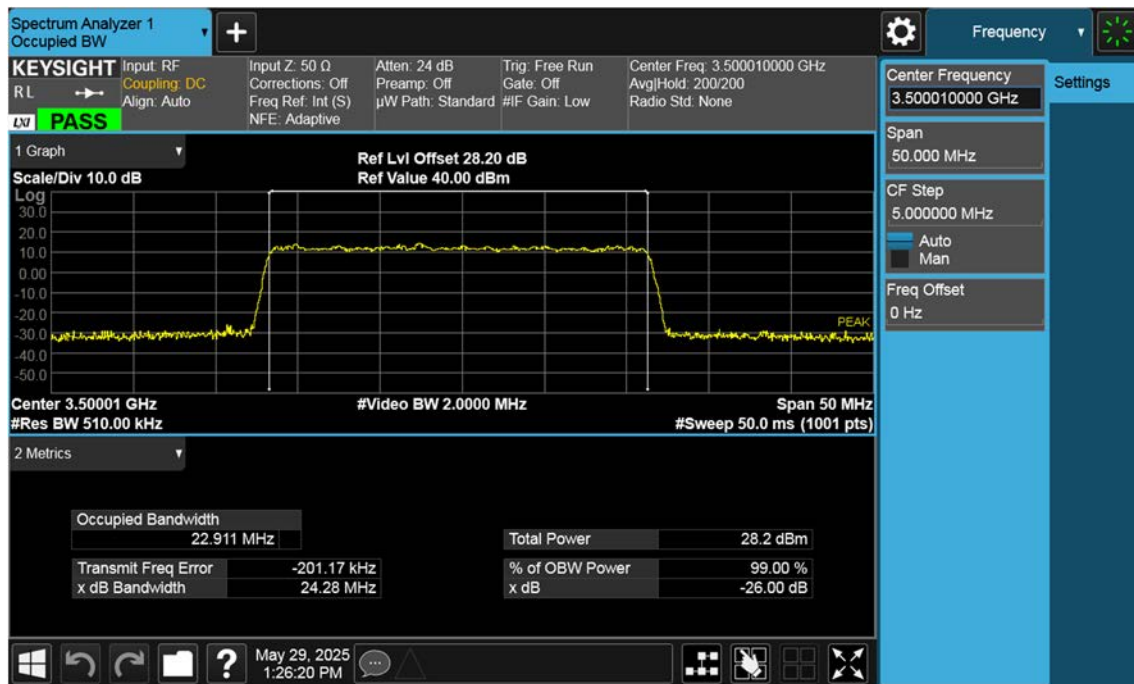 Spectrum Analyzer 1
Occupied BW
+
Frequency
KEYSIGHT
RL
LXI
PASS
Input: RF
Coupling: DC
Align: Auto
Input Z: 50 Ω
Corrections: Off
Freq Ref: Int (S)
NFE: Adaptive
Atten: 24 dB
Preamp: Off
µW Path: Standard
Trig: Free Run
Gate: Off
#IF Gain: Low
Center Freq: 3.500010000 GHz
Avg|Hold: 200/200
Radio Std: None
Center Frequency
3.500010000 GHz
Settings
Span
50.000 MHz
CF Step
5.000000 MHz
Auto
Man
Freq Offset
0 Hz
1 Graph
Scale/Div 10.0 dB
Ref Lvl Offset 28.20 dB
Ref Value 40.00 dBm
Log
30.0
20.0
10.0
0.00
-10.0
-20.0
-30.0
-40.0
-50.0
PEAK
Center 3.50001 GHz
#Res BW 510.00 kHz
#Video BW 2.0000 MHz
Span 50 MHz
#Sweep 50.0 ms (1001 pts)
2 Metrics
Occupied Bandwidth
22.911 MHz
Transmit Freq Error -201.17 kHz
x dB Bandwidth 24.28 MHz
Total Power 28.2 dBm
% of OBW Power 99.00 %
x dB -26.00 dB
?
May 29, 2025
1:26:20 PM